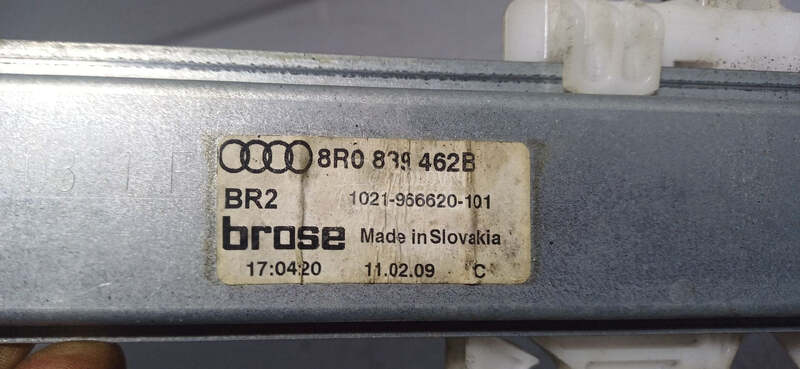 8R0 839 462B
BR2 1021-966620-101
brose Made in Slovakia
17:04:20 11.02.09 C